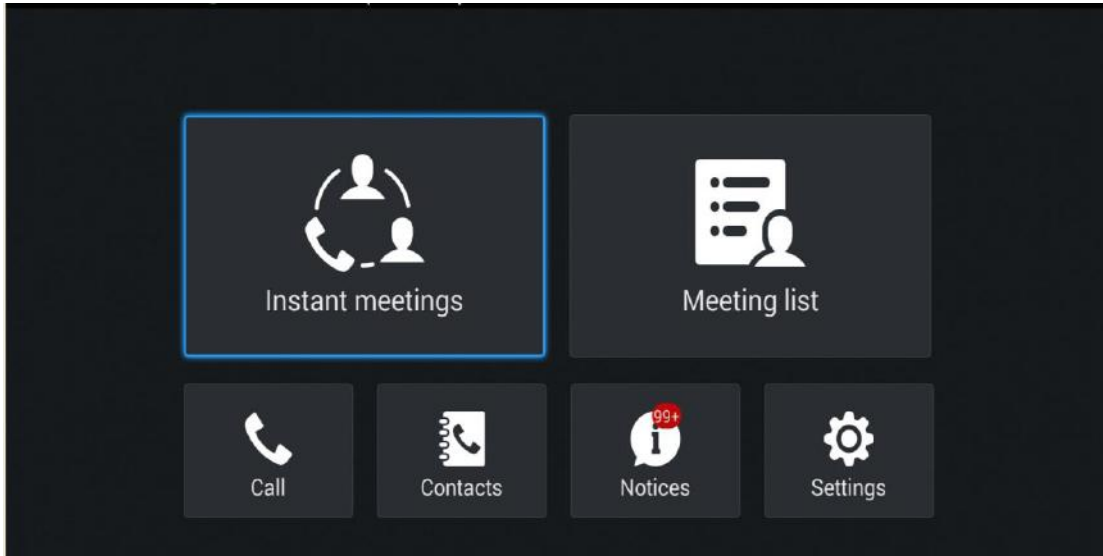 Instant meetings
Meeting list
99+
Call
Contacts
Notices
Settings